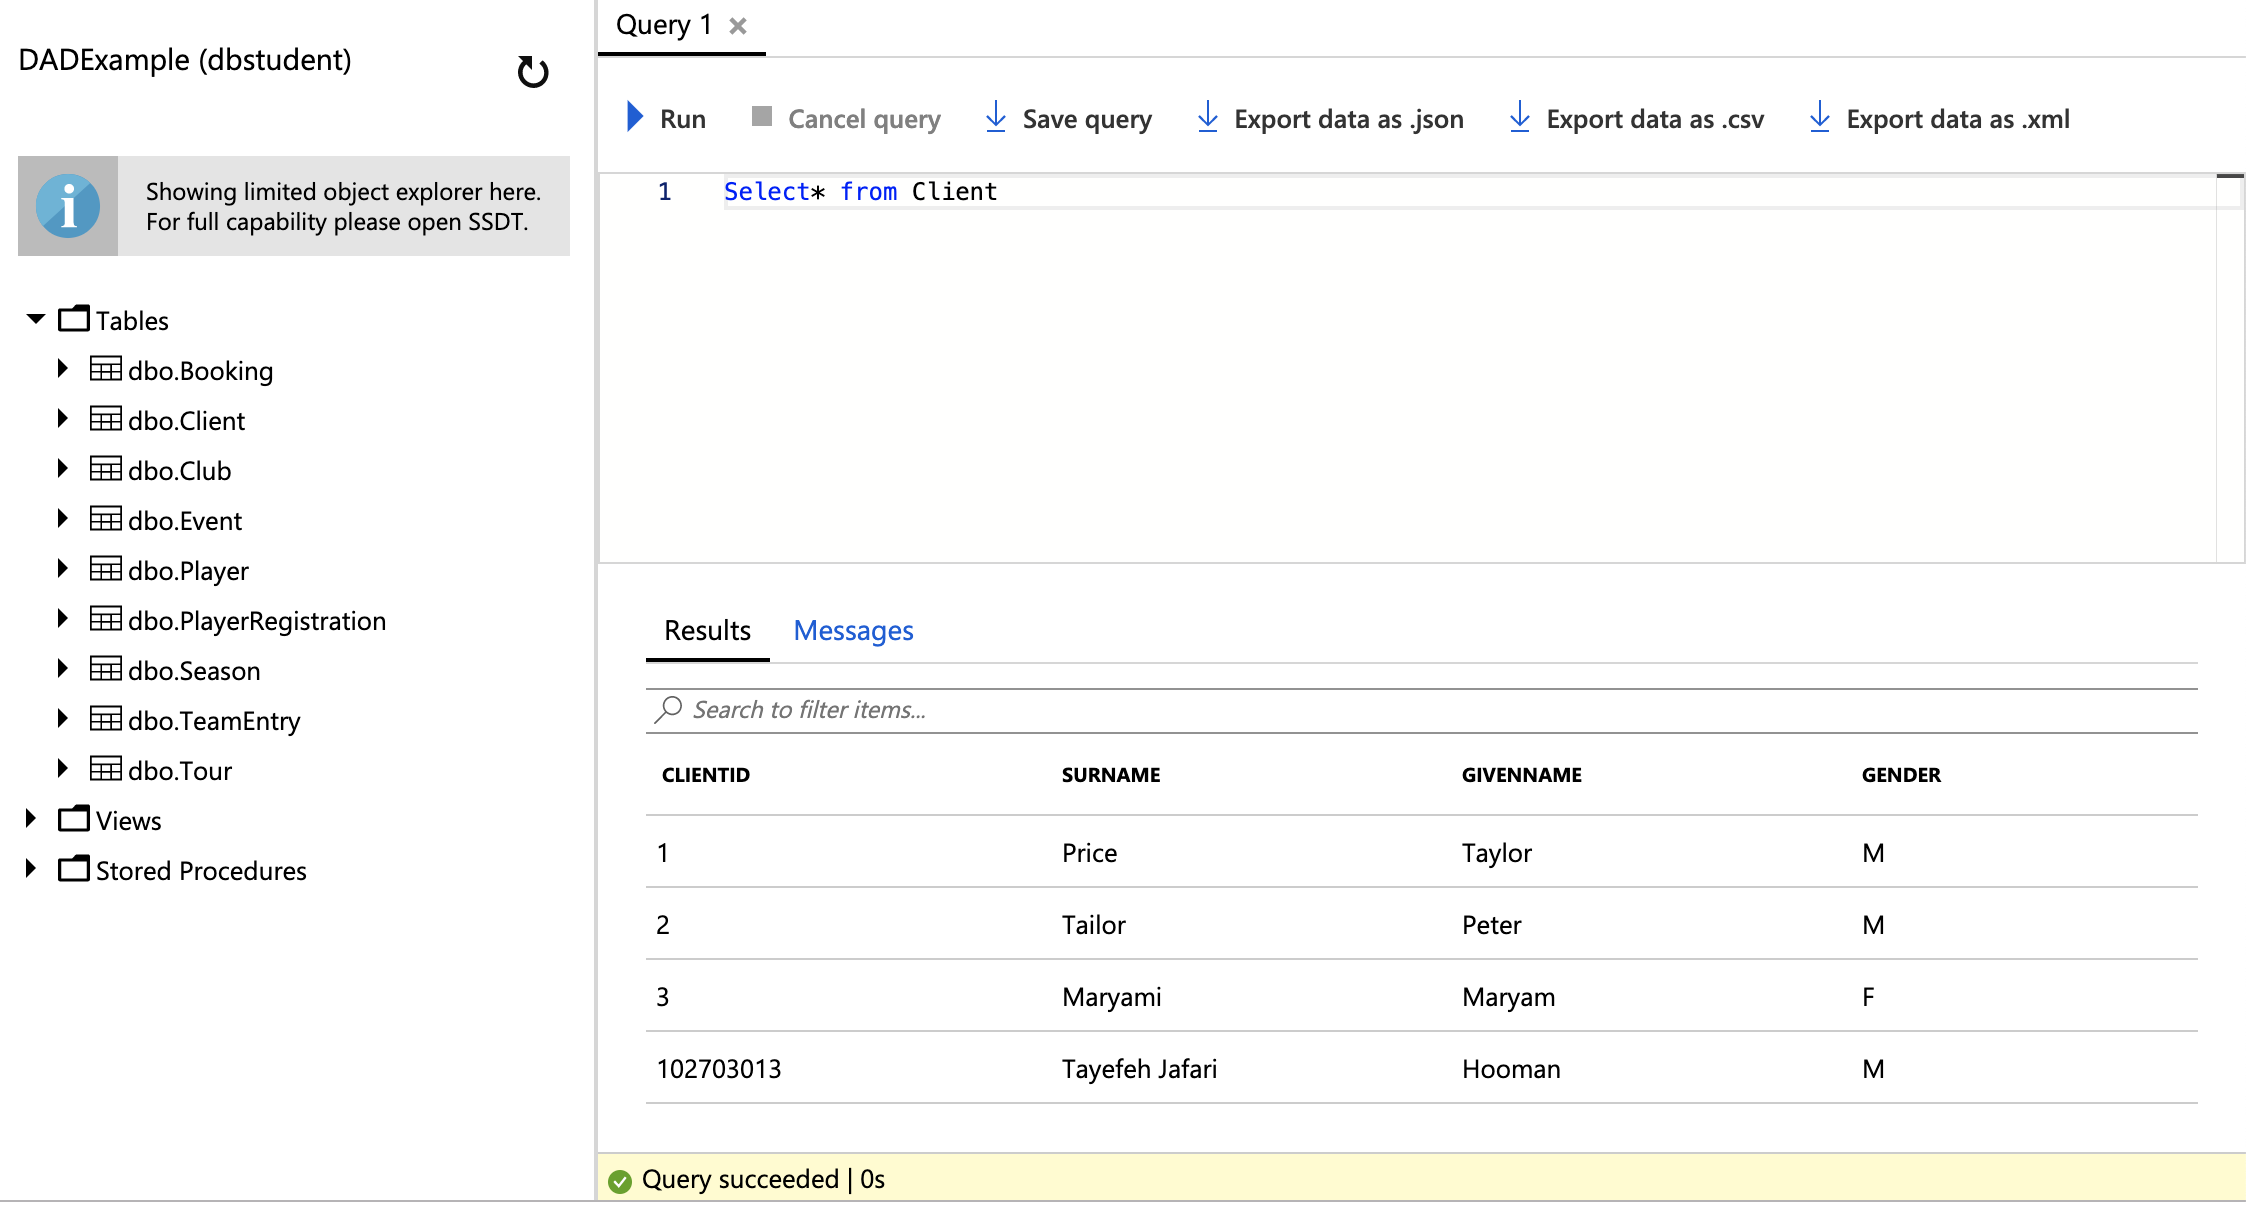 DADExample (dbstudent)
Showing limited object explorer here.
For full capability please open SSDT.
Tables
dbo.Booking
dbo.Client
dbo.Club
dbo.Event
dbo.Player
dbo.PlayerRegistration
dbo.Season
dbo.TeamEntry
dbo.Tour
Views
Stored Procedures
Query 1
Run Cancel query Save query Export data as .json Export data as .csv Export data as .xml
1 Select* from Client
Results Messages
Search to filter items...
CLIENTID SURNAME GIVENNAME GENDER
1 Price Taylor M
2 Tailor Peter M
3 Maryami Maryam F
102703013 Tayefeh Jafari Hooman M
Query succeeded | 0s